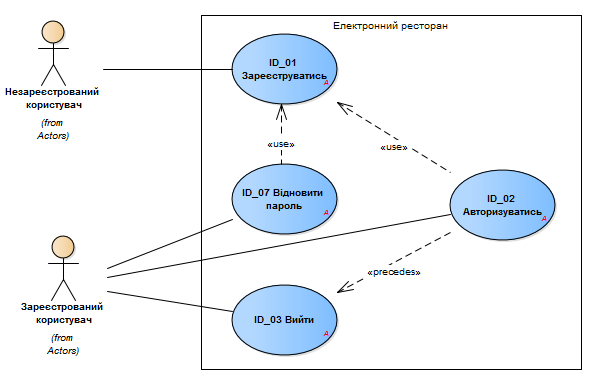 Електронний ресторан
ID_01
Зареєструватись
д
Незареєстрований
користувач
(from
Actors)
«use»
«use»
ID_07 Відновити
пароль
д
ID_02
Авторизуватись
д
Зареєстрований
користувач
(from
Actors)
«precedes»
ID_03 Вийти
д